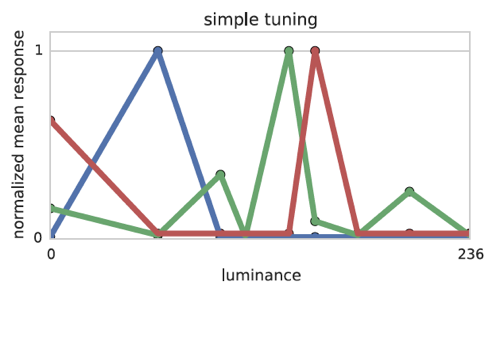 simple tuning
normalized mean response
1
0
0
236
luminance